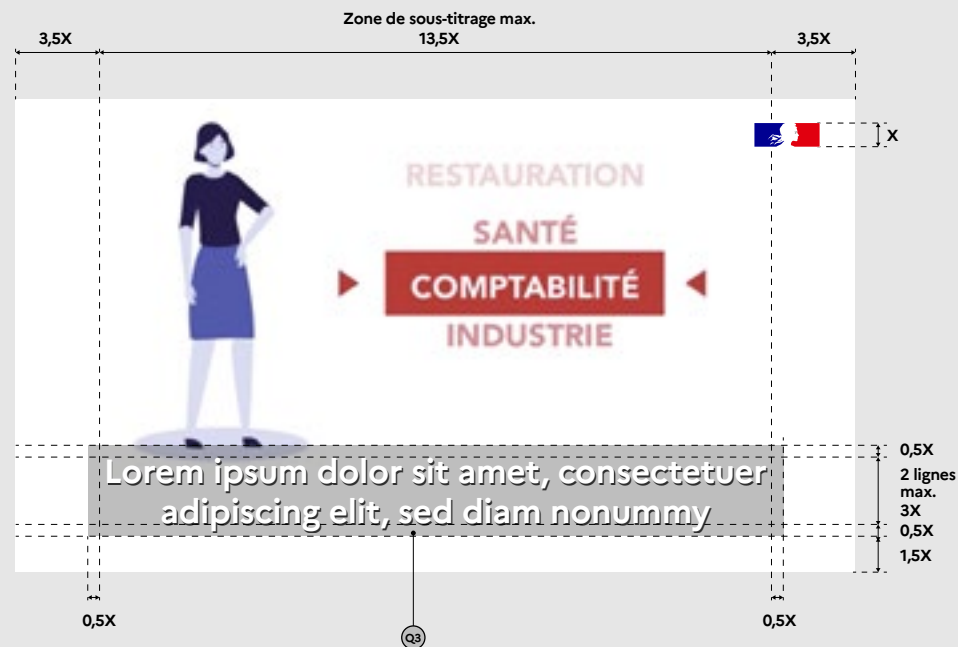 Zone de sous-titrage max.
3,5X
13,5X
3,5X
X
RESTAURATION
SANTÉ
COMPTABILITÉ
INDUSTRIE
0,5X
2 lignes
max.
3X
0,5X
1,5X
Lorem ipsum dolor sit amet, consectetuer
adipiscing elit, sed diam nonummy
0,5X
0,5X
Q3